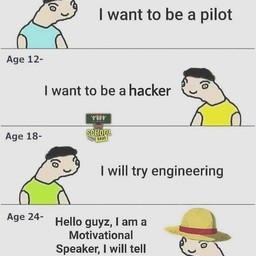 I want to be a pilot
Age 12-
I want to be a hacker
SCHOOL
Age 18-
I will try engineering
Age 24-
Hello guyz, I am a
Motivational
Speaker, I will tell